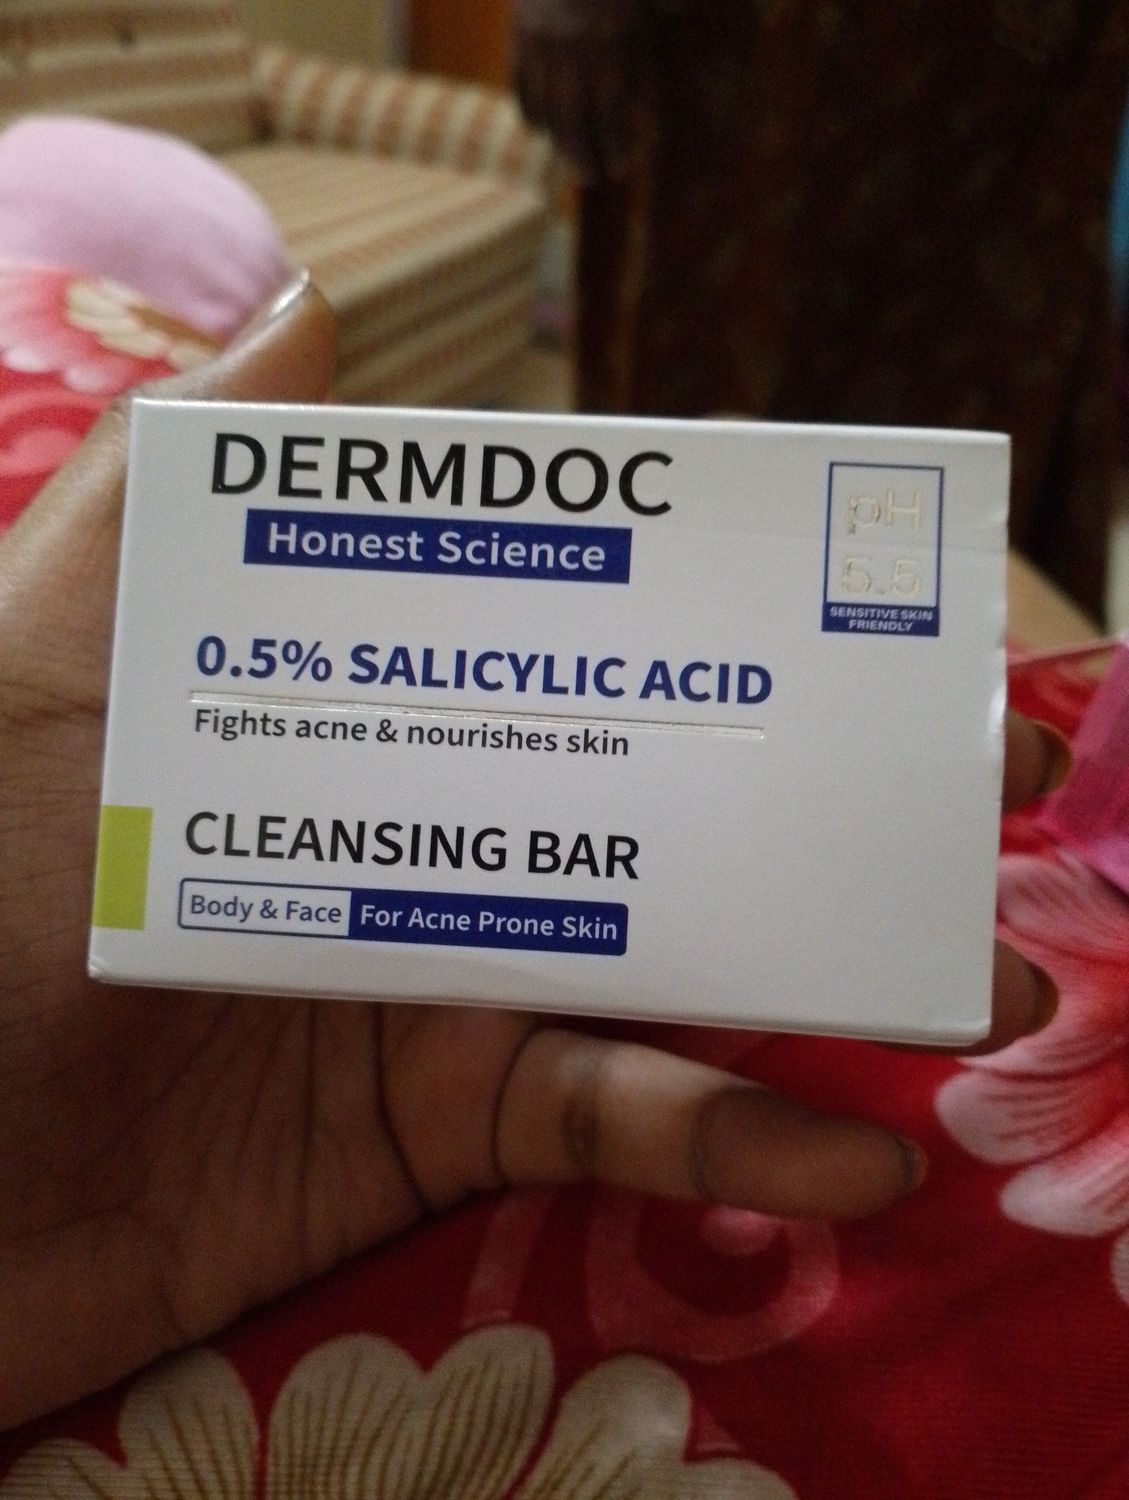 DERMDOC
Honest Science
pH
5.5
SENSITIVE SKIN
FRIENDLY
0.5% SALICYLIC ACID
Fights acne & nourishes skin
CLEANSING BAR
Body & Face For Acne Prone Skin